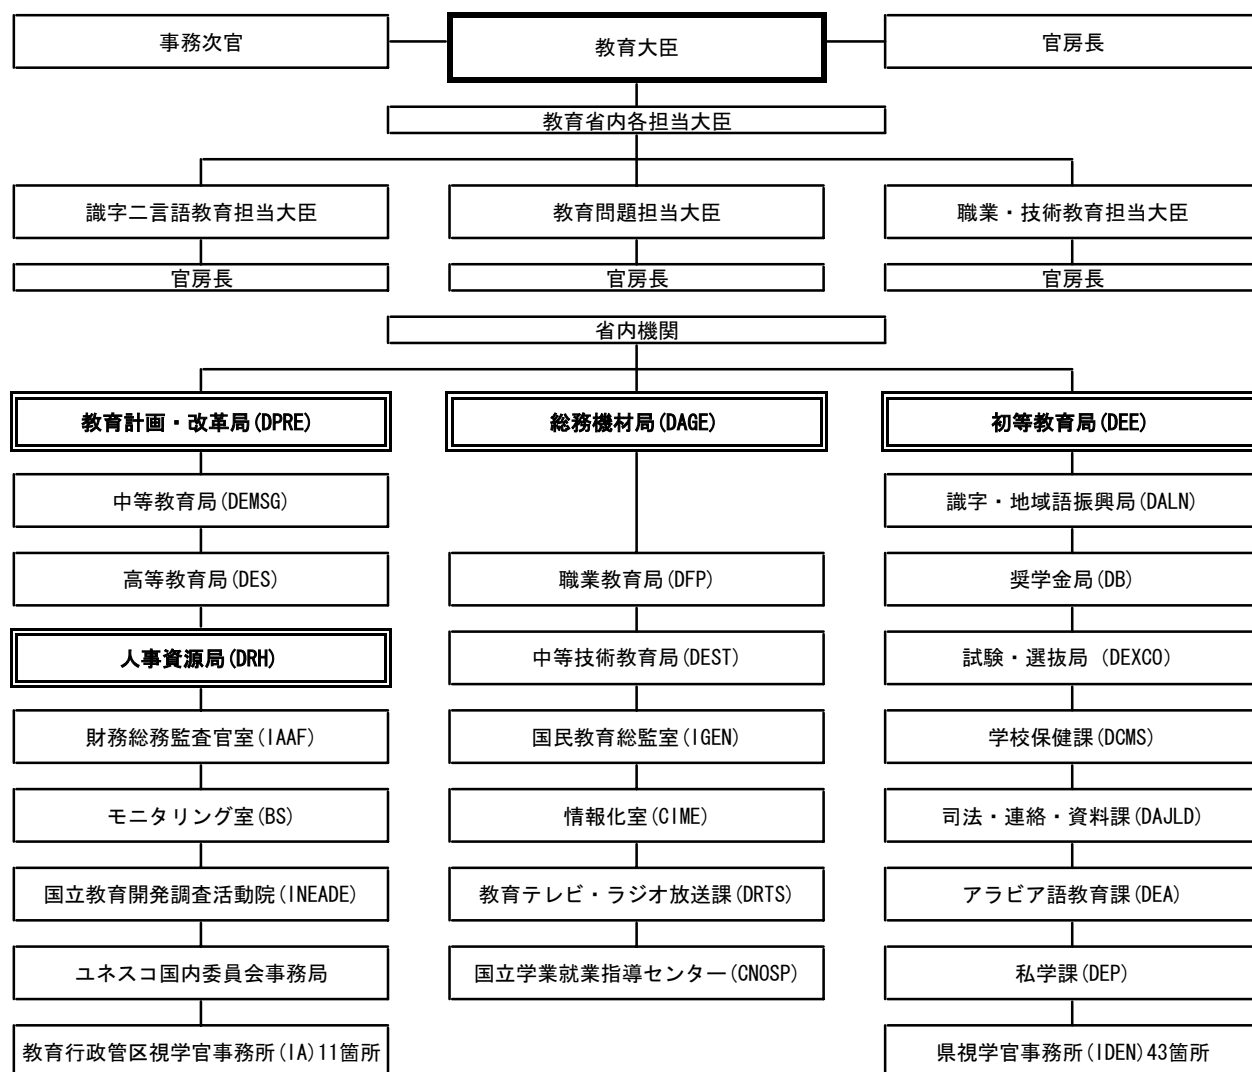 事務次官
教育大臣
官房長
教育省内各担当大臣
識字二言語教育担当大臣
教育問題担当大臣
職業・技術教育担当大臣
官房長
官房長
官房長
省内機関
教育計画・改革局(DPRE)
総務機材局(DAGE)
初等教育局(DEE)
中等教育局(DEMSG)
識字・地域語振興局(DALN)
高等教育局(DES)
職業教育局(DFP)
奨学金局(DB)
人事資源局(DRH)
中等技術教育局(DEST)
試験・選抜局 (DEXCO)
財務総務監査官室(IAAF)
国民教育総監室(IGEN)
学校保健課(DCMS)
モニタリング室(BS)
情報化室(CIME)
司法・連絡・資料課(DAJLD)
国立教育開発調査活動院(INEADE)
教育テレビ・ラジオ放送課(DRTS)
アラビア語教育課(DEA)
ユネスコ国内委員会事務局
国立学業就業指導センター(CNOSP)
私学課(DEP)
教育行政管区視学官事務所(IA)11箇所
県視学官事務所(IDEN)43箇所